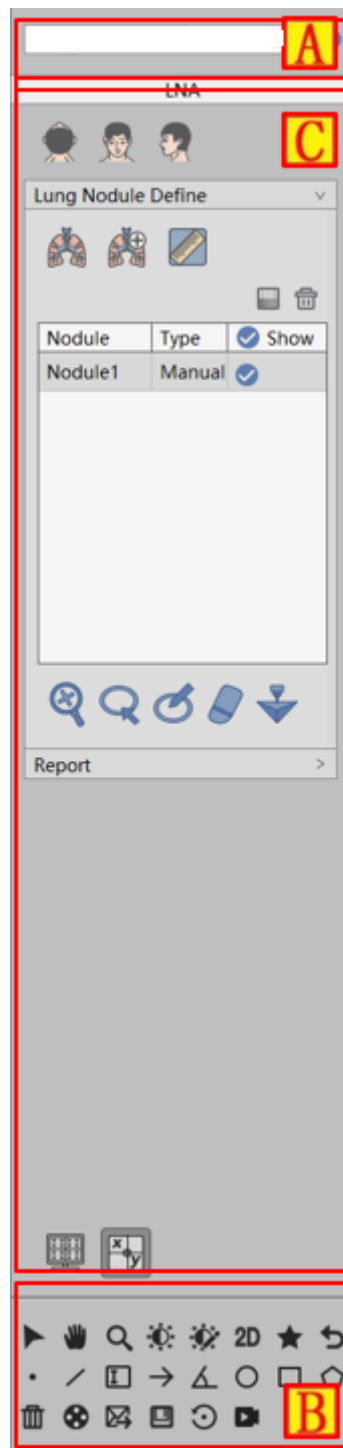 A
LNA
C
Lung Nodule Define
Nodule Type Show
Nodule1 Manual
Report
x
y
2D
B